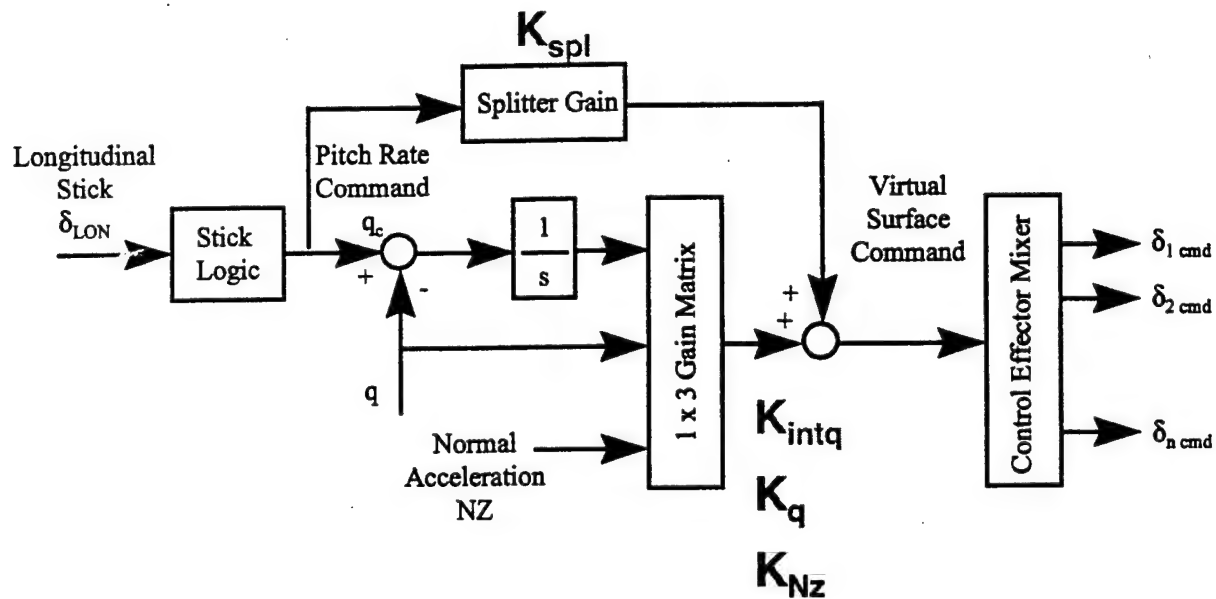 K_spl
Splitter Gain
Longitudinal
Stick
δ_LON
Stick
Logic
Pitch Rate
Command
q_c
+
-
1
s
q
Normal
Acceleration
NZ
1 x 3 Gain Matrix
+
+
K_intq
K_q
K_Nz
Virtual
Surface
Command
Control Effector Mixer
δ_1 cmd
δ_2 cmd
δ_n cmd